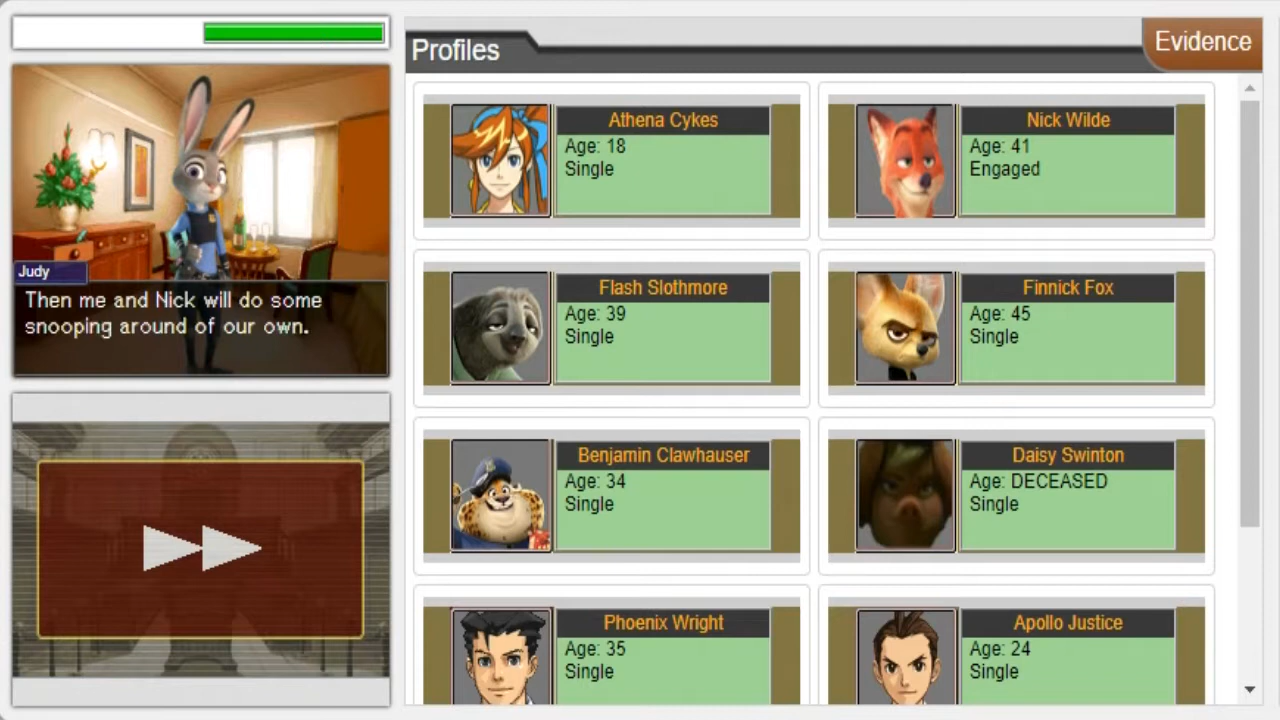 Profiles
Evidence
Athena Cykes
Age: 18
Single
Nick Wilde
Age: 41
Engaged
Judy
Then me and Nick will do some
snooping around of our own.
Flash Slothmore
Age: 39
Single
Finnick Fox
Age: 45
Single
Benjamin Clawhauser
Age: 34
Single
Daisy Swinton
Age: DECEASED
Single
Phoenix Wright
Age: 35
Single
Apollo Justice
Age: 24
Single